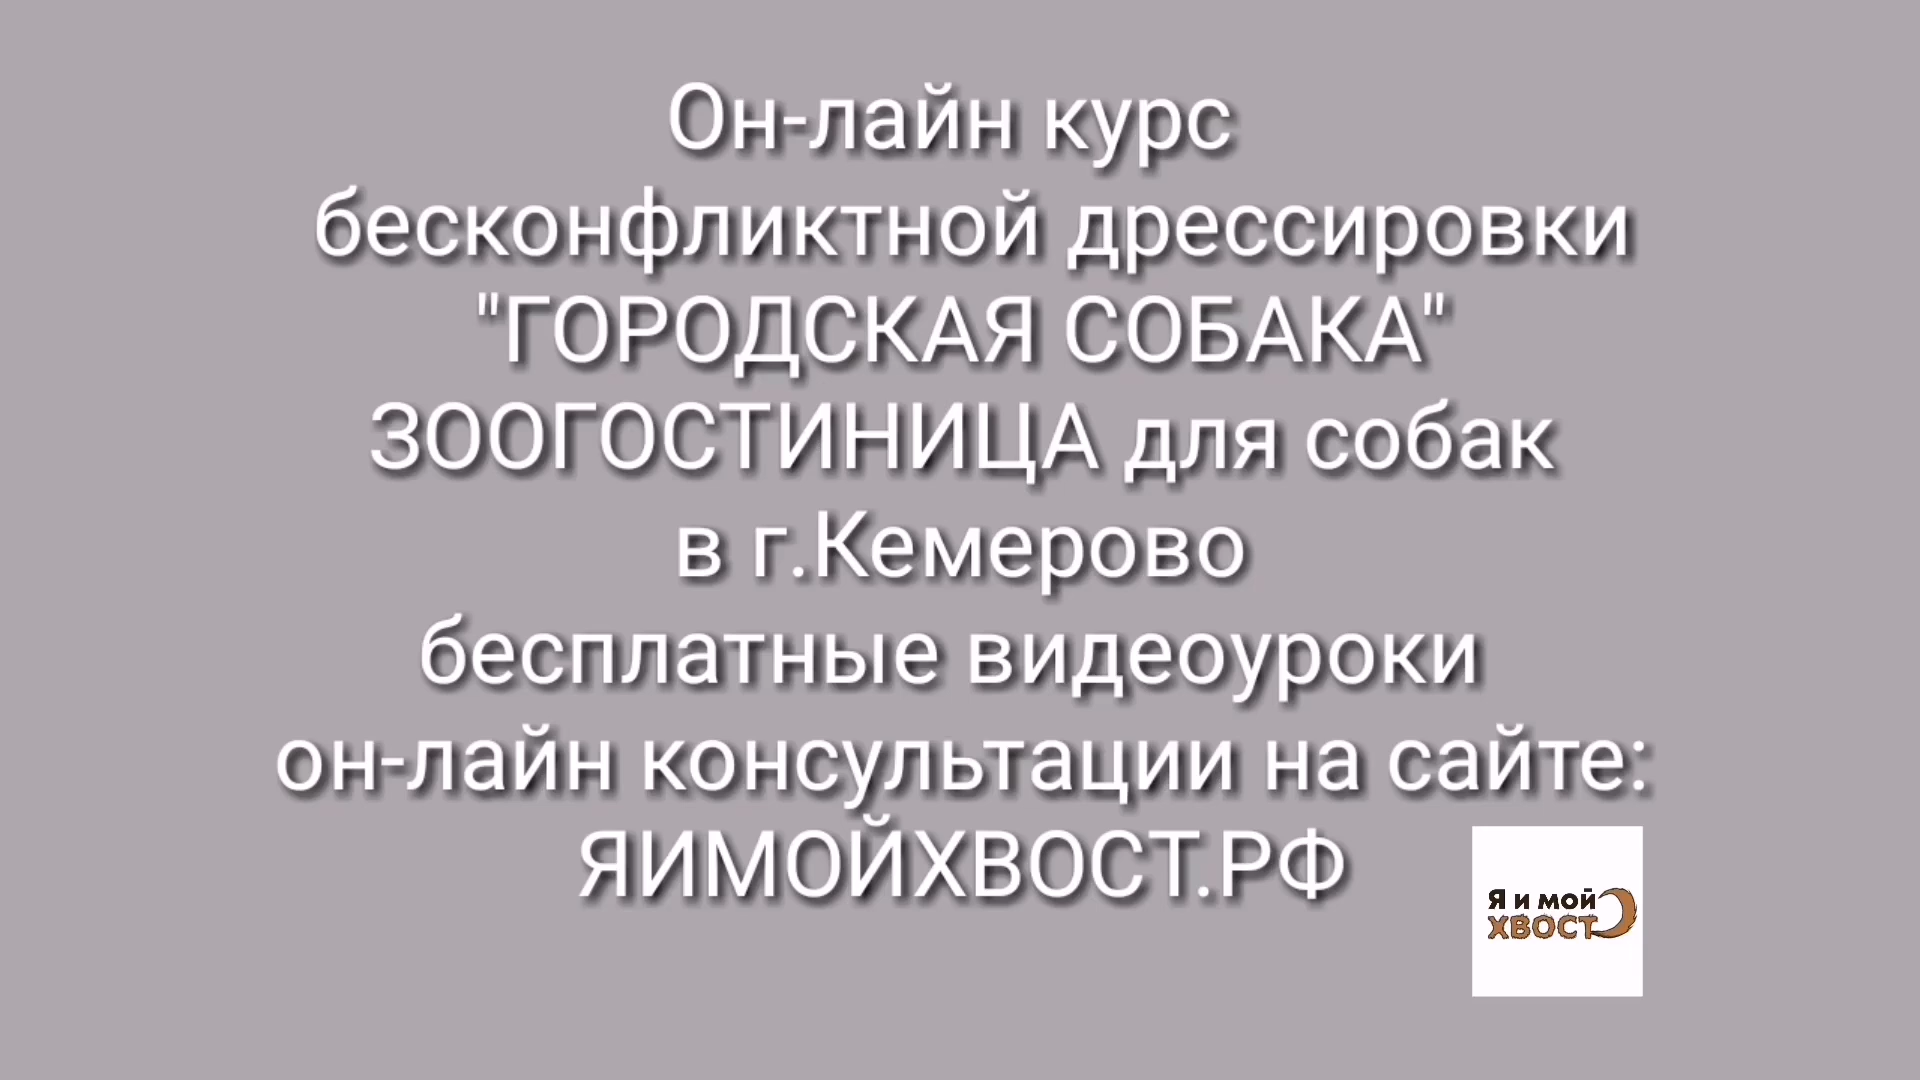 Он-лайн курс
бесконфликтной дрессировки
"ГОРОДСКАЯ СОБАКА"
ЗООГОСТИНИЦА для собак
в г.Кемерово
бесплатные видеоуроки
он-лайн консультации на сайте:
ЯИМОЙХВОСТ.РФ
Я и мой
ХВОСТ